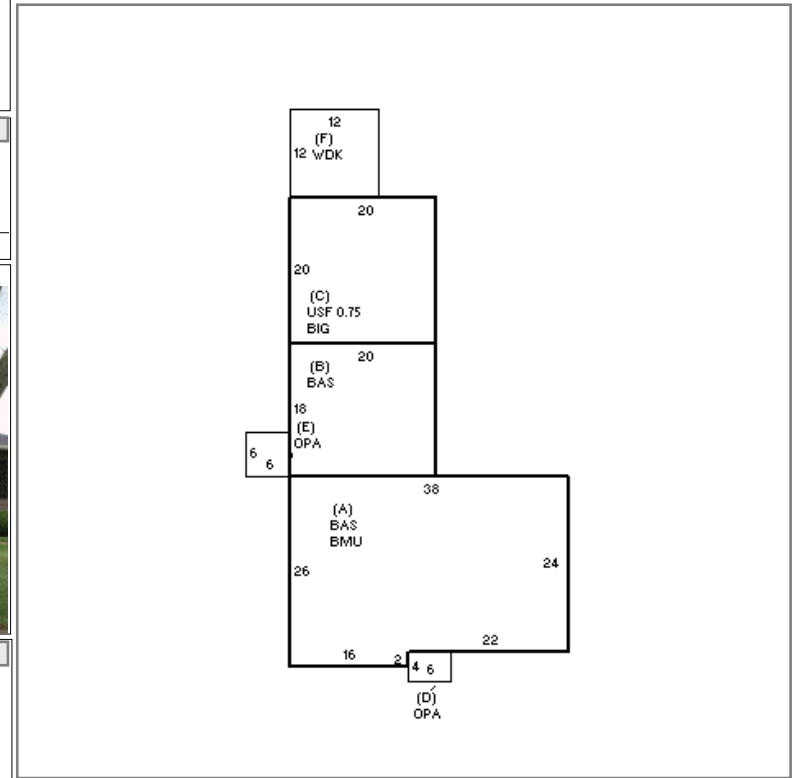 12
(F)
12 WDK
20
20
(C)
USF 0.75
BIG
20
(B)
BAS
18
(E)
OPA
6
6
38
(A)
BAS
BMU
24
26
22
16
2
4 6
(D)
OPA